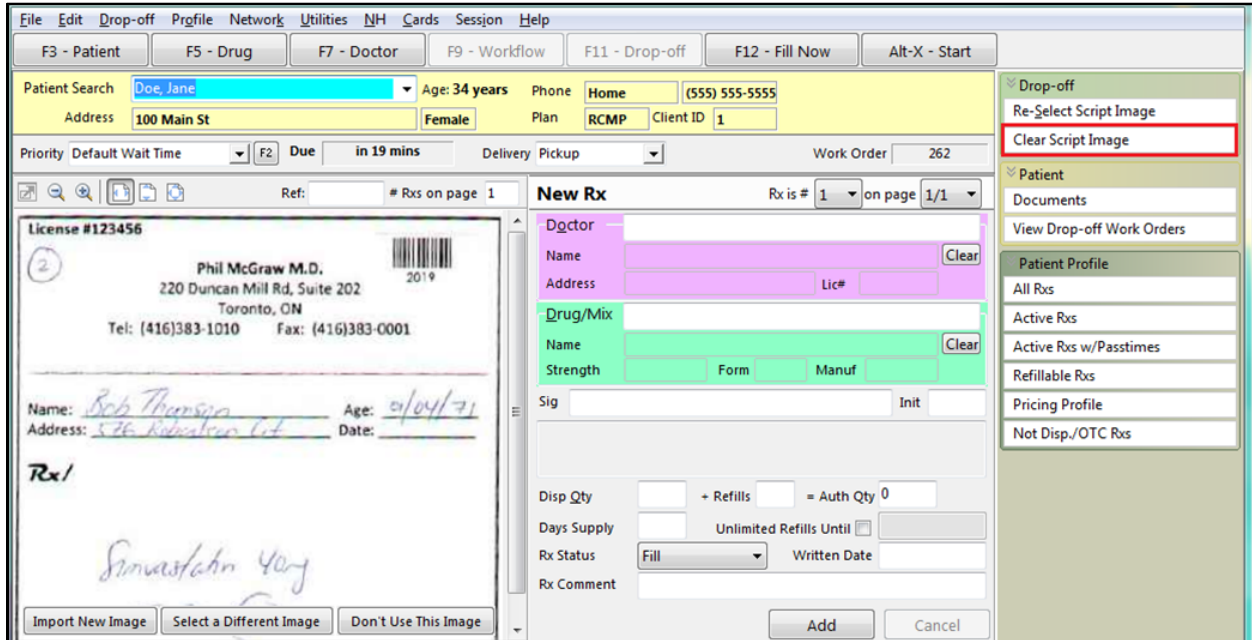 File Edit Drop-off Profile Network Utilities NH Cards Session Help
F3 - Patient F5 - Drug F7 - Doctor F9 - Workflow F11 - Drop-off F12 - Fill Now Alt-X - Start
Patient Search Doe, Jane Age: 34 years Phone Home (555) 555-5555
Address 100 Main St Female Plan RCMP Client ID 1
Priority Default Wait Time F2 Due in 19 mins Delivery Pickup Work Order 262
Ref: # Rxs on page 1
License #123456
2
2019
Phil McGraw M.D.
220 Duncan Mill Rd, Suite 202
Toronto, ON
Tel: (416)383-1010 Fax: (416)383-0001
Name: Bob Age: 01/04/71
Address: 576 Date:
Rx/
40mg
Import New Image Select a Different Image Don't Use This Image
New Rx Rx is # 1 on page 1/1
Doctor
Name Clear
Address Lic#
Drug/Mix
Name Clear
Strength Form Manuf
Sig Init
Disp Qty + Refills = Auth Qty 0
Days Supply Unlimited Refills Until
Rx Status Fill Written Date
Rx Comment
Add Cancel
Drop-off
Re-Select Script Image
Clear Script Image
Patient
Documents
View Drop-off Work Orders
Patient Profile
All Rxs
Active Rxs
Active Rxs w/Passtimes
Refillable Rxs
Pricing Profile
Not Disp./OTC Rxs